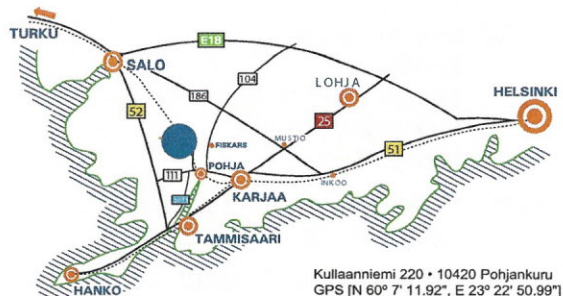 TURKU
E18
SALO
104
LOHJA
186
HELSINKI
52
25
MUSTIO
FISKARS
51
POHJA
111
INKOO
KARJAA
TAMMISAARI
HANKO
Kullaanniemi 220 • 10420 Pohjankuru
GPS [N 60º 7' 11.92", E 23º 22' 50.99"]